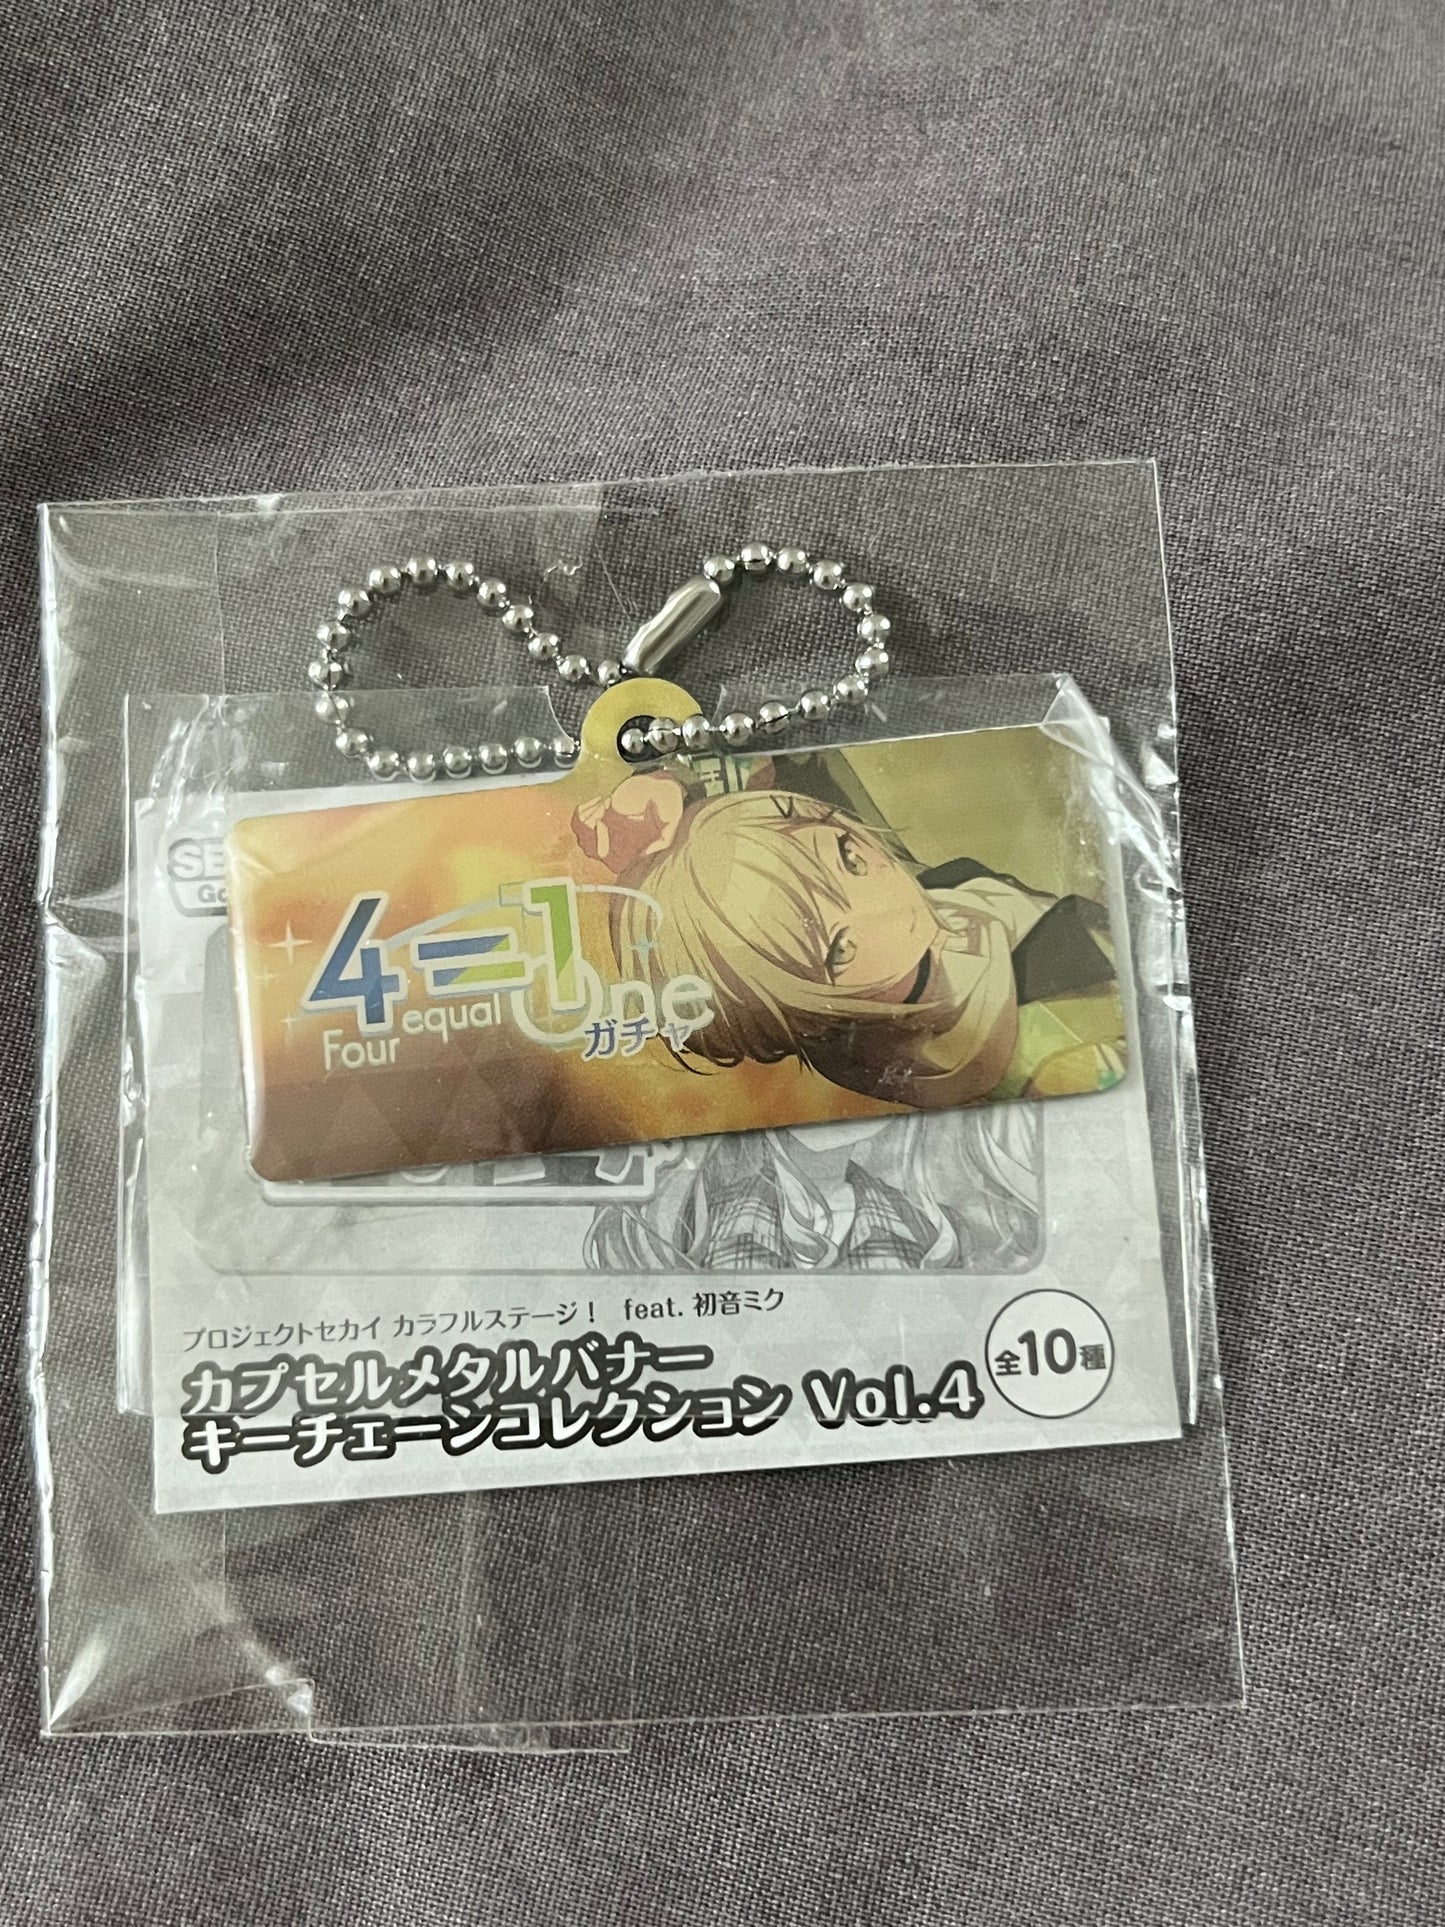 SE
Go
4=1
Four equal One
ガチャ
プロジェクトセカイ カラフルステージ! feat. 初音ミク
カプセルメタルバナー
キーチェーンコレクション Vol.4
全10種